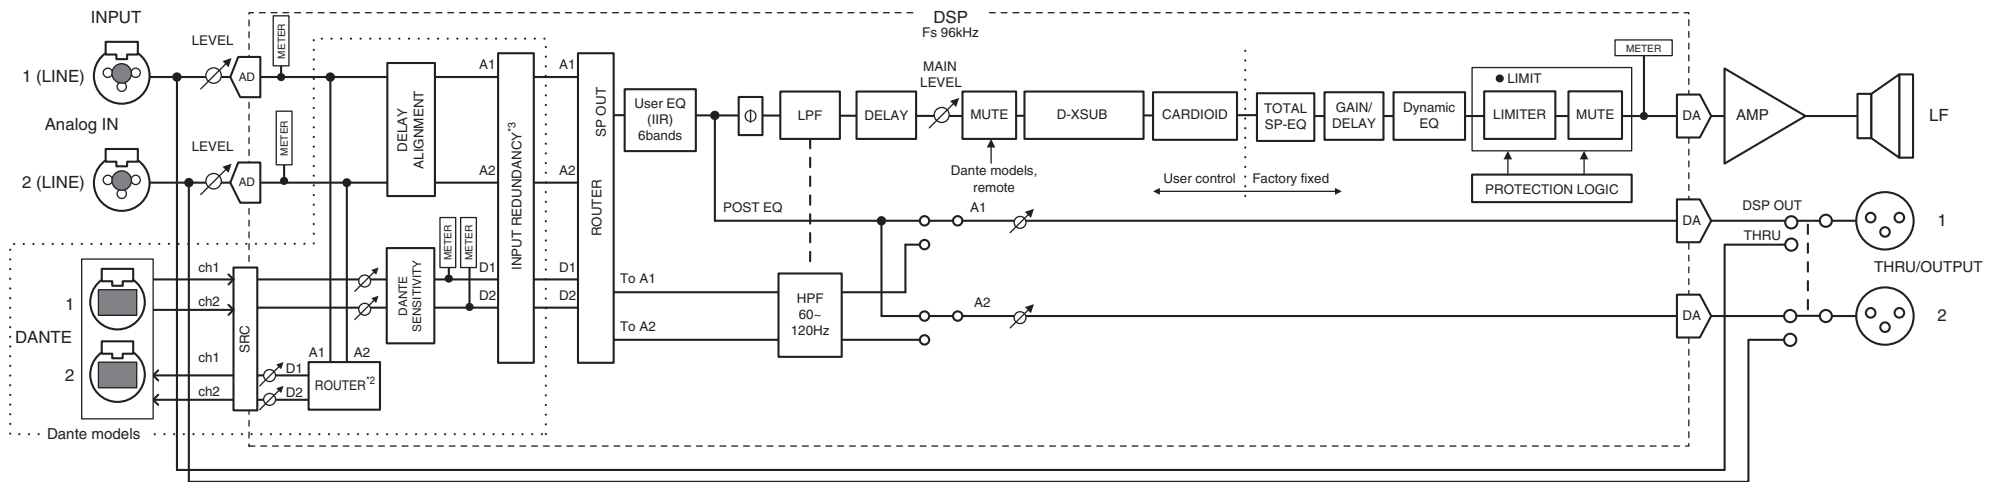 INPUT
LEVEL
METER
DSP
Fs 96kHz
1 (LINE)
AD
A1
A1
MAIN
LEVEL
METER
Analog IN
LEVEL
METER
DELAY
ALIGNMENT
SP OUT
User EQ
(IIR)
6bands
Φ
LPF
DELAY
MUTE
D-XSUB
CARDIOID
TOTAL
SP-EQ
GAIN/
DELAY
Dynamic
EQ
● LIMIT
LIMITER
MUTE
DA
AMP
LF
2 (LINE)
AD
A2
A2
Dante models,
remote
User control
Factory fixed
PROTECTION LOGIC
INPUT REDUNDANCY*3
ROUTER
POST EQ
A1
DA
DSP OUT
1
THRU
THRU/OUTPUT
METER
METER
ch1
ch2
SRC
DANTE
SENSITIVITY
D1
D1
D2
D2
To A1
To A2
HPF
60~
120Hz
A2
DA
2
1
DANTE
2
ch1
ch2
A1
A2
D1
D2
ROUTER*2
Dante models